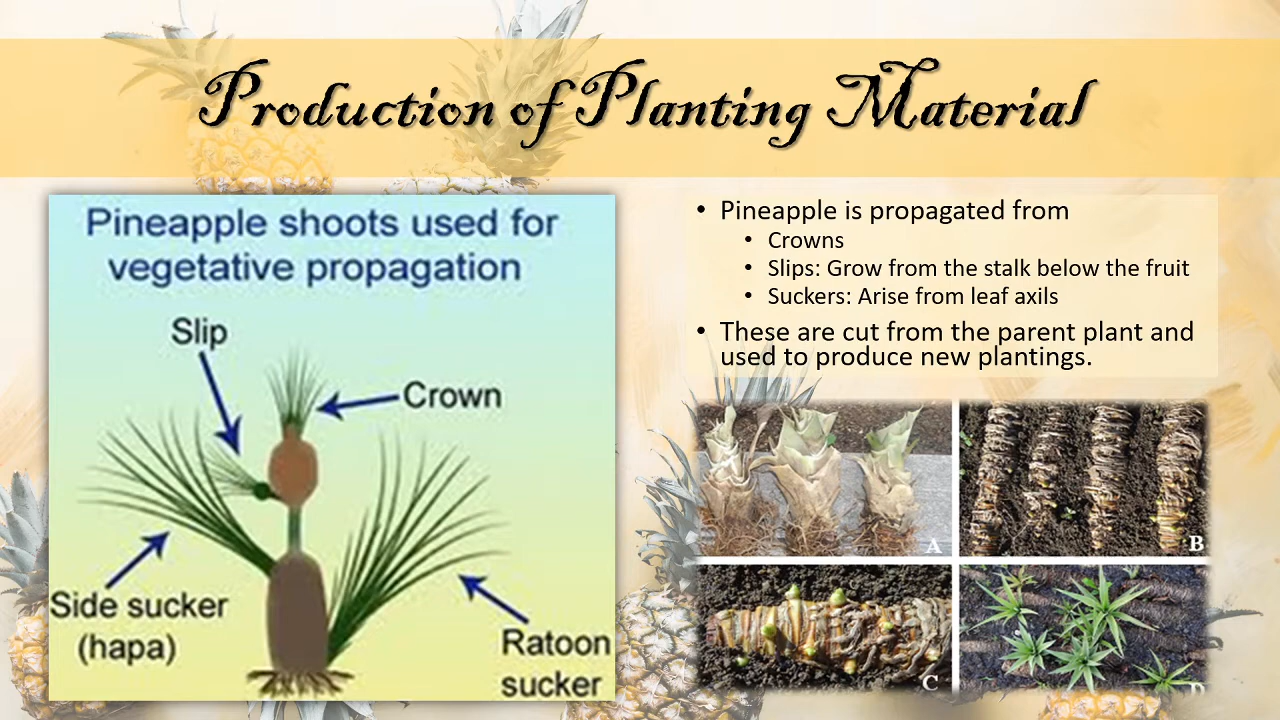 Production of Planting Material
Pineapple shoots used for
vegetative propagation
Slip
Crown
Side sucker
(hapa)
Ratoon
sucker
• Pineapple is propagated from
• Crowns
• Slips: Grow from the stalk below the fruit
• Suckers: Arise from leaf axils
• These are cut from the parent plant and
used to produce new plantings.
A
B
C
D